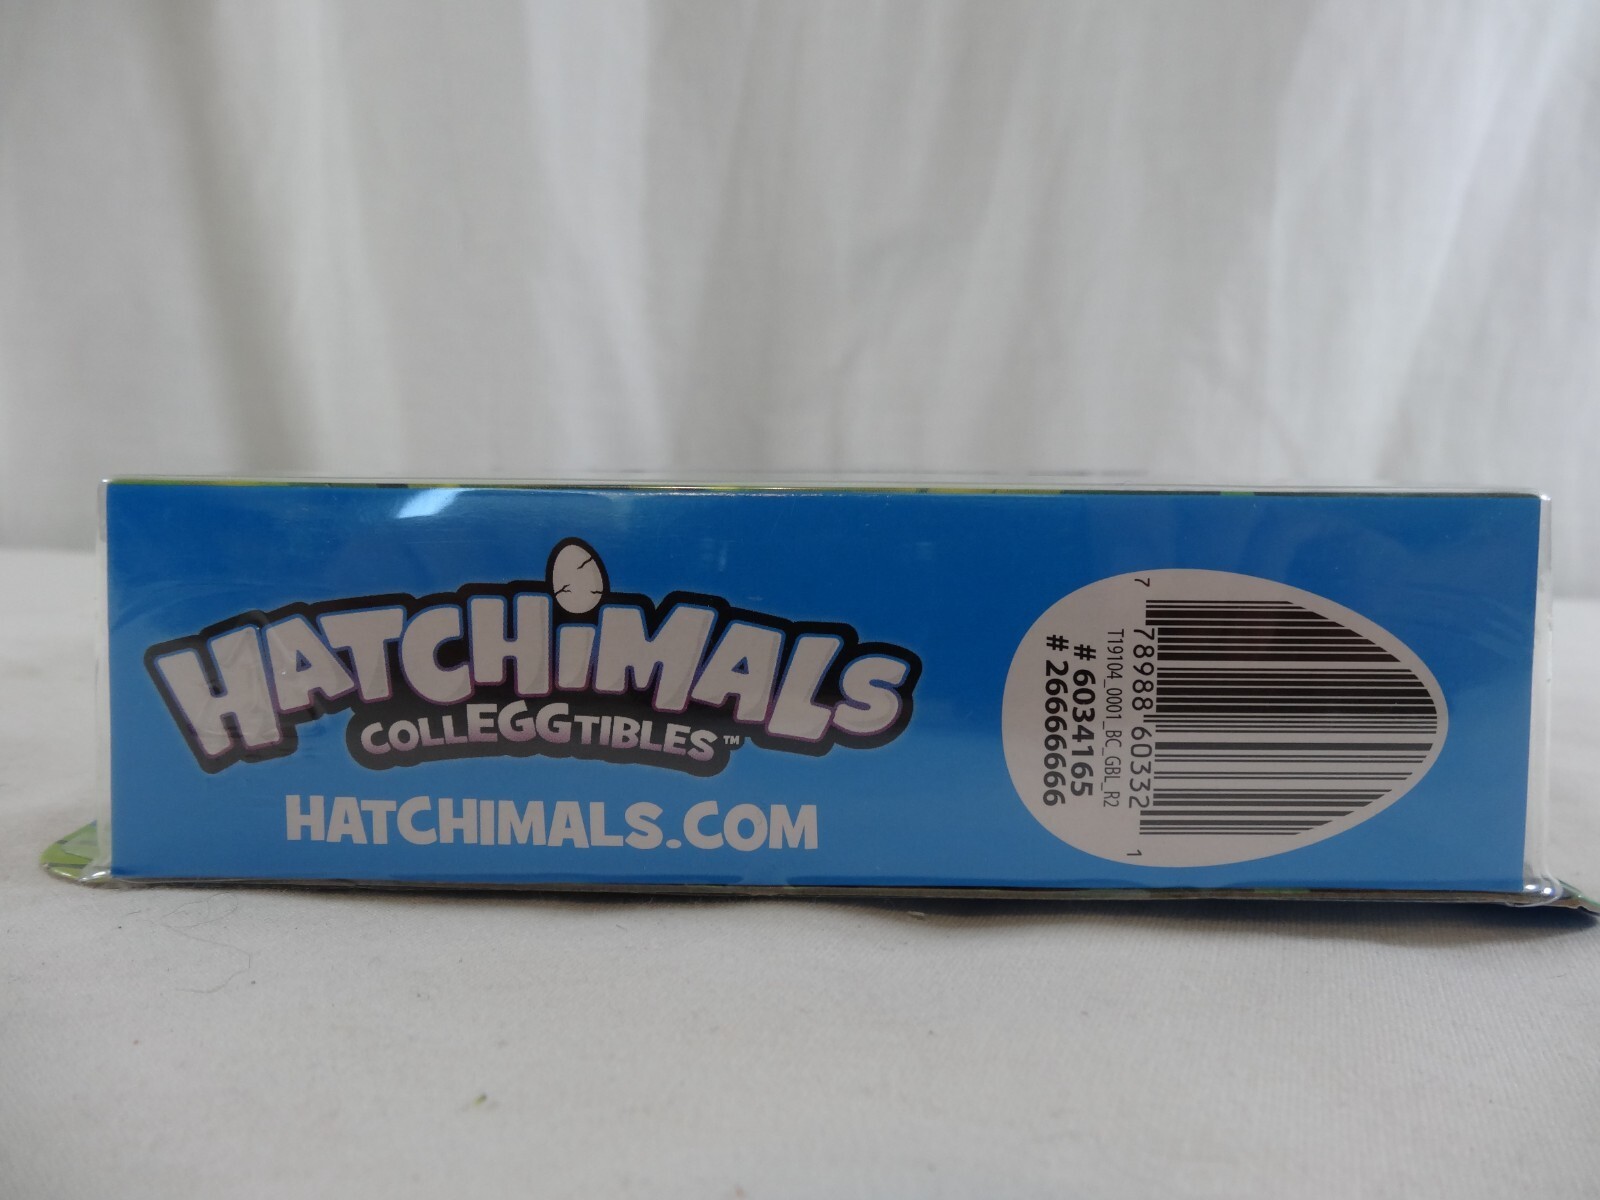 HATCHiMALS
COLLEGGTIBLES™
HATCHIMALS.COM
7 78988 60332 1
T19104_0001_BC_GBL_R2
# 6034165
# 26666666